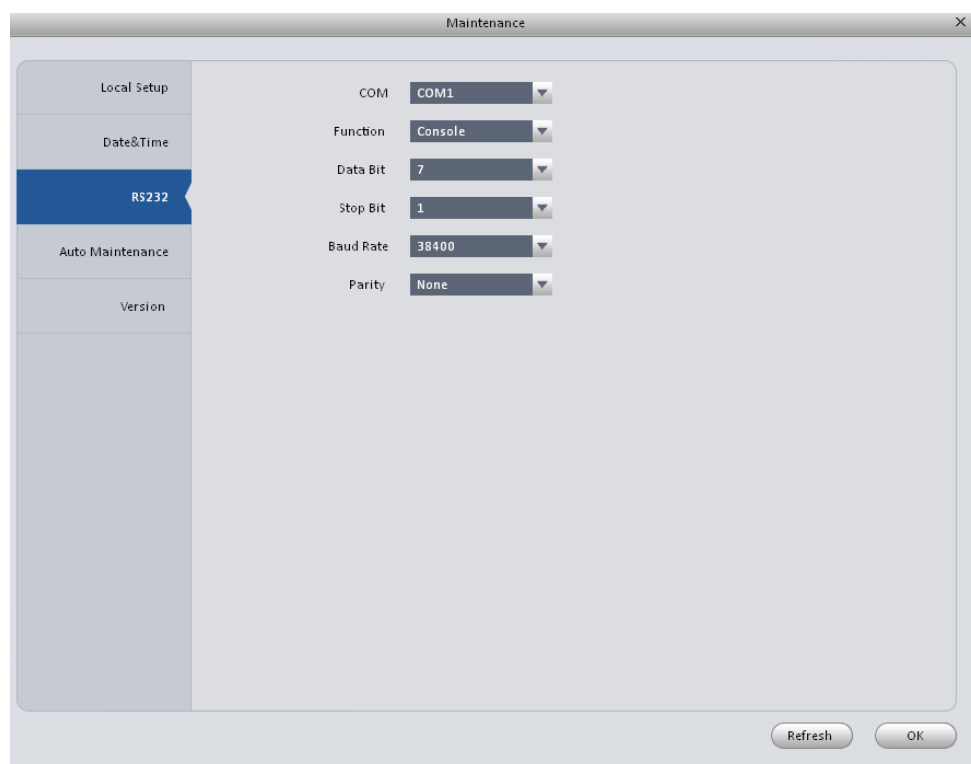 Maintenance X
Local Setup
Date&Time
RS232
Auto Maintenance
Version
COM COM1
Function Console
Data Bit 7
Stop Bit 1
Baud Rate 38400
Parity None
Refresh OK